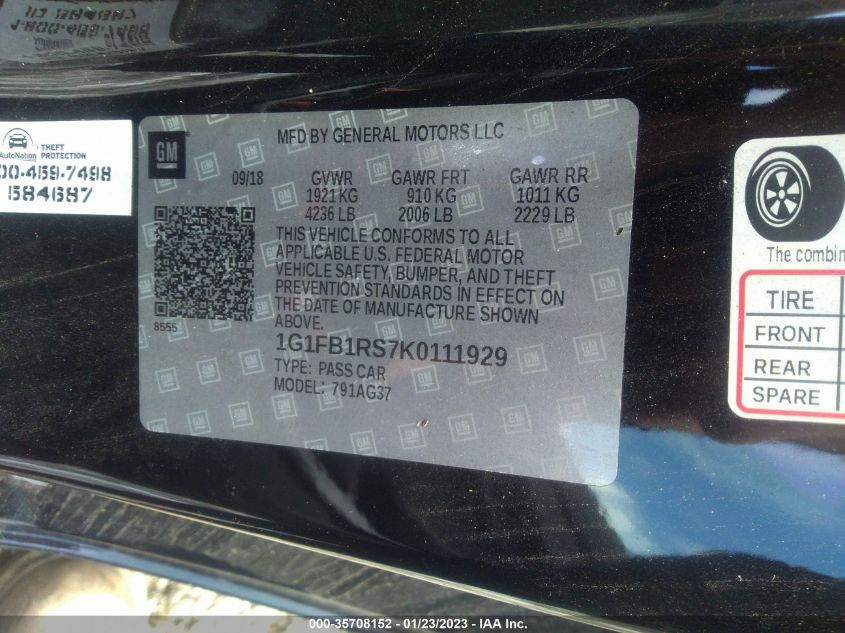 AutoNation THEFT
PROTECTION
00-459-7498
584687
GM
MFD BY GENERAL MOTORS LLC
09/18 GVWR GAWR FRT GAWR RR
1921 KG 910 KG 1011 KG
4236 LB 2006 LB 2229 LB
THIS VEHICLE CONFORMS TO ALL
APPLICABLE U.S. FEDERAL MOTOR
VEHICLE SAFETY, BUMPER, AND THEFT
PREVENTION STANDARDS IN EFFECT ON
THE DATE OF MANUFACTURE SHOWN
ABOVE.
8555
1G1FB1RS7K0111929
TYPE: PASS CAR
MODEL: 791AG37
The combin
TIRE
FRONT
REAR
SPARE
000-35708152 — 01/23/2023 — IAA Inc.